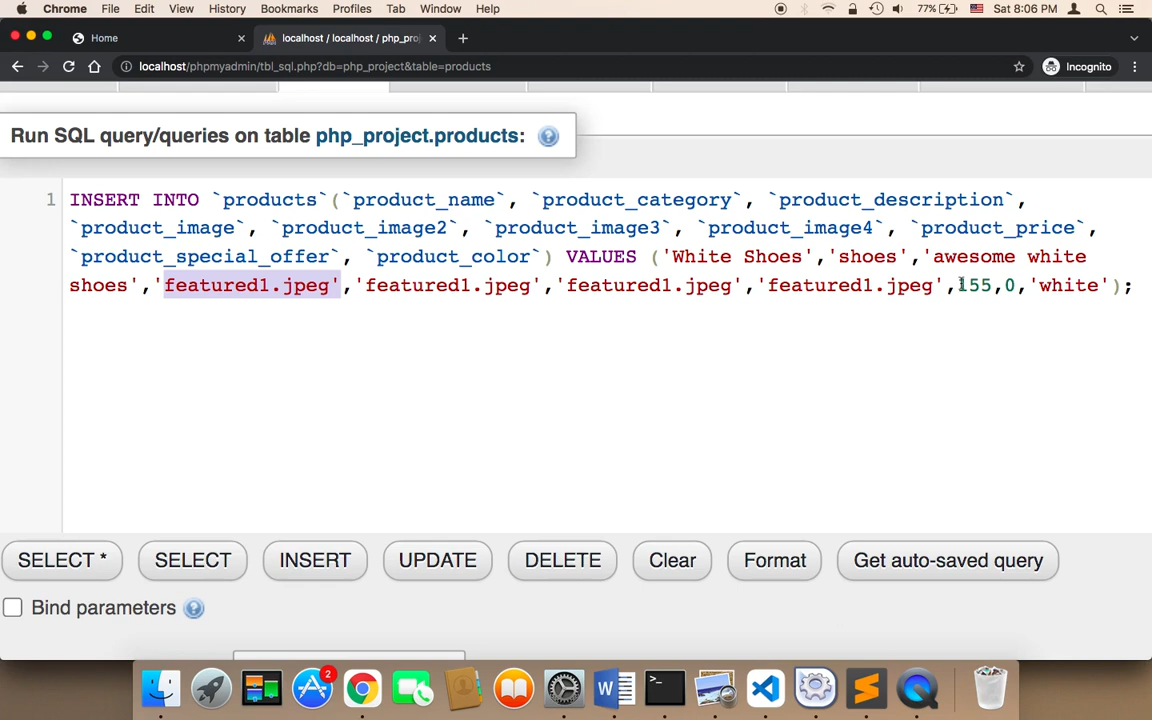 Chrome File Edit View History Bookmarks Profiles Tab Window Help 77% Sat 8:06 PM
Home localhost / localhost / php_pro
localhost/phpmyadmin/tbl_sql.php?db=php_project&table=products Incognito
Run SQL query/queries on table php_project.products:
1 INSERT INTO `products`(`product_name`, `product_category`, `product_description`,
`product_image`, `product_image2`, `product_image3`, `product_image4`, `product_price`,
`product_special_offer`, `product_color`) VALUES ('White Shoes','shoes','awesome white
shoes','featured1.jpeg','featured1.jpeg','featured1.jpeg','featured1.jpeg',155,0,'white');
SELECT * SELECT INSERT UPDATE DELETE Clear Format Get auto-saved query
Bind parameters
2